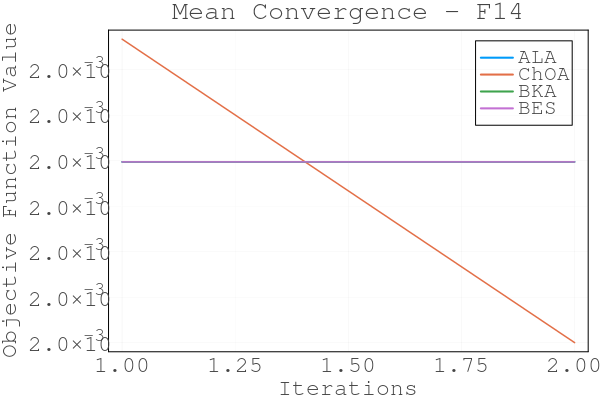 Mean Convergence – F14
Objective Function Value
2.0×10⁻³
2.0×10⁻³
2.0×10⁻³
2.0×10⁻³
2.0×10⁻³
2.0×10⁻³
2.0×10⁻³
ALA
ChOA
BKA
BES
1.00 1.25 1.50 1.75 2.00
Iterations